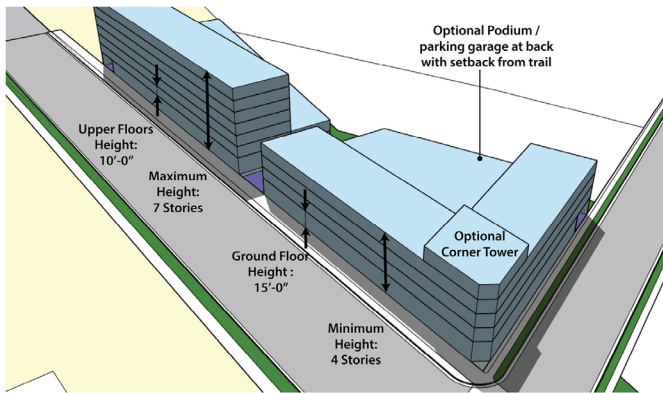 Optional Podium /
parking garage at back
with setback from trail
Upper Floors
Height:
10'-0"
Maximum
Height:
7 Stories
Optional
Corner Tower
Ground Floor
Height :
15'-0"
Minimum
Height:
4 Stories